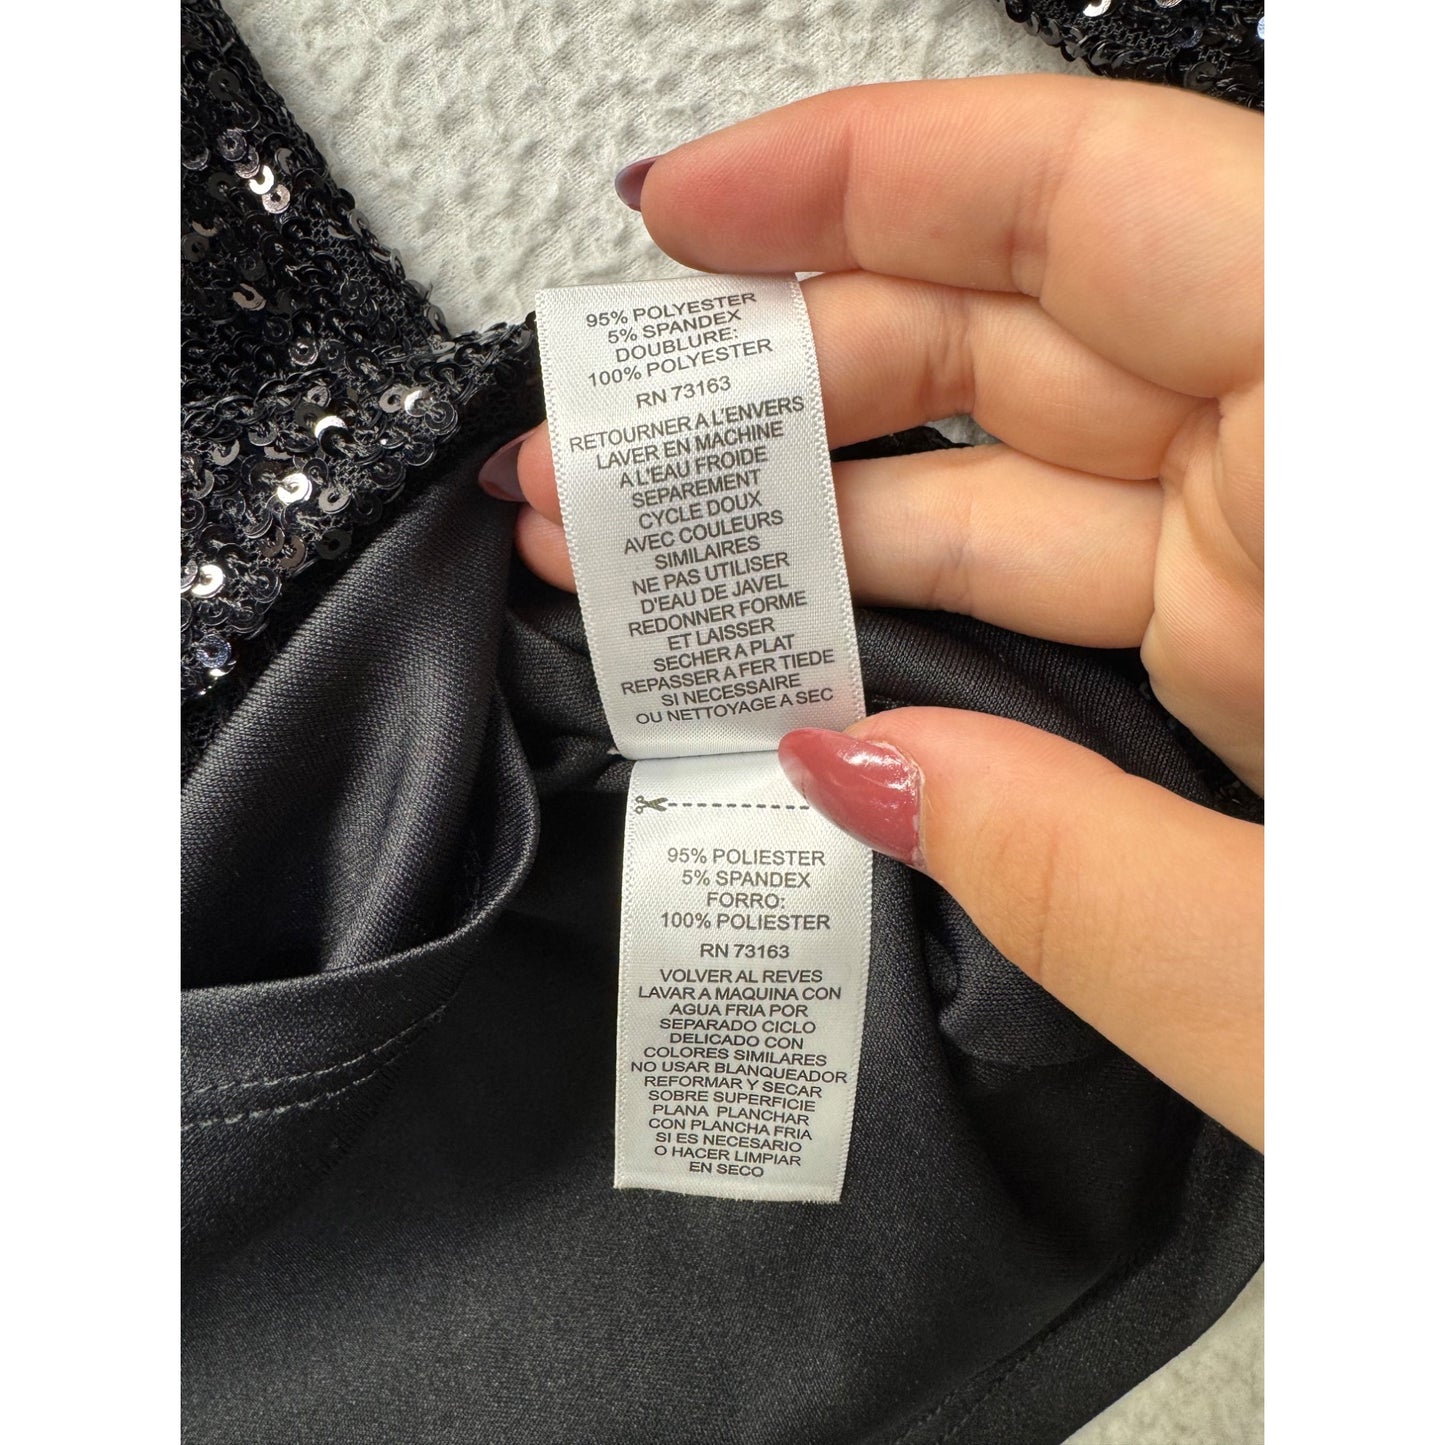 95% POLYESTER
5% SPANDEX
DOUBLURE:
100% POLYESTER
RN 73163
RETOURNER A L'ENVERS
LAVER EN MACHINE
A L'EAU FROIDE
SEPAREMENT
CYCLE DOUX
AVEC COULEURS
SIMILAIRES
NE PAS UTILISER
D'EAU DE JAVEL
REDONNER FORME
ET LAISSER
SECHER A PLAT
REPASSER A FER TIEDE
SI NECESSAIRE
OU NETTOYAGE A SEC
95% POLIESTER
5% SPANDEX
FORRO:
100% POLIESTER
RN 73163
VOLVER AL REVES
LAVAR A MAQUINA CON
AGUA FRIA POR
SEPARADO CICLO
DELICADO CON
COLORES SIMILARES
NO USAR BLANQUEADOR
REFORMAR Y SECAR
SOBRE SUPERFICIE
PLANA PLANCHAR
CON PLANCHA FRIA
SI ES NECESARIO
O HACER LIMPIAR
EN SECO